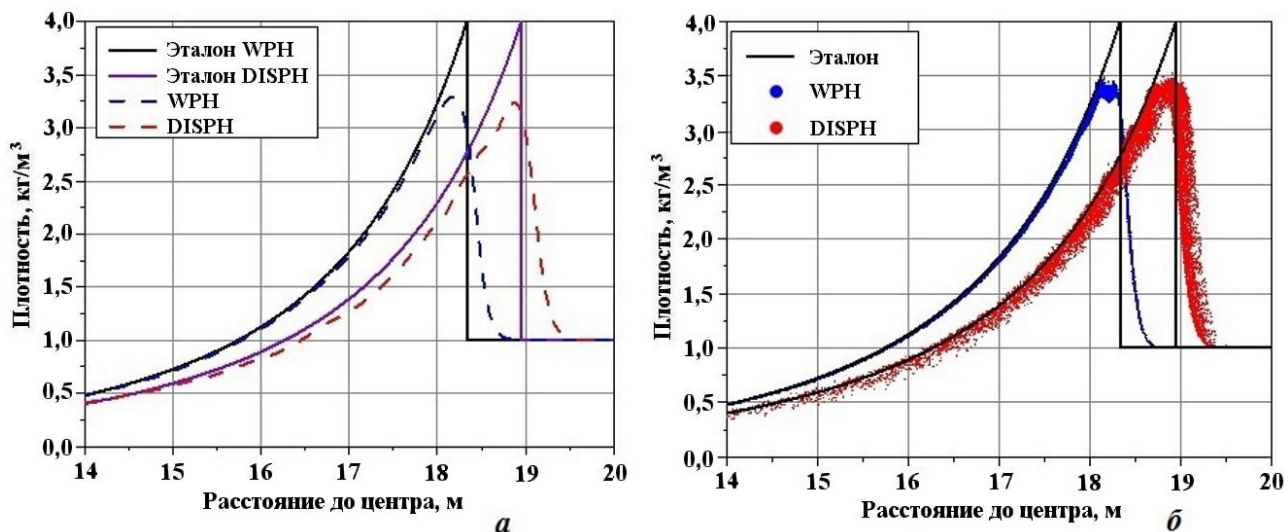 4,0
3,5
3,0
2,5
2,0
1,5
1,0
0,5
0,0
Плотность, кг/м³
Эталон WPH
Эталон DISPH
WPH
DISPH
14 15 16 17 18 19 20
Расстояние до центра, м
а
4,0
3,5
3,0
2,5
2,0
1,5
1,0
0,5
0,0
Плотность, кг/м³
Эталон
WPH
DISPH
14 15 16 17 18 19 20
Расстояние до центра, м
б